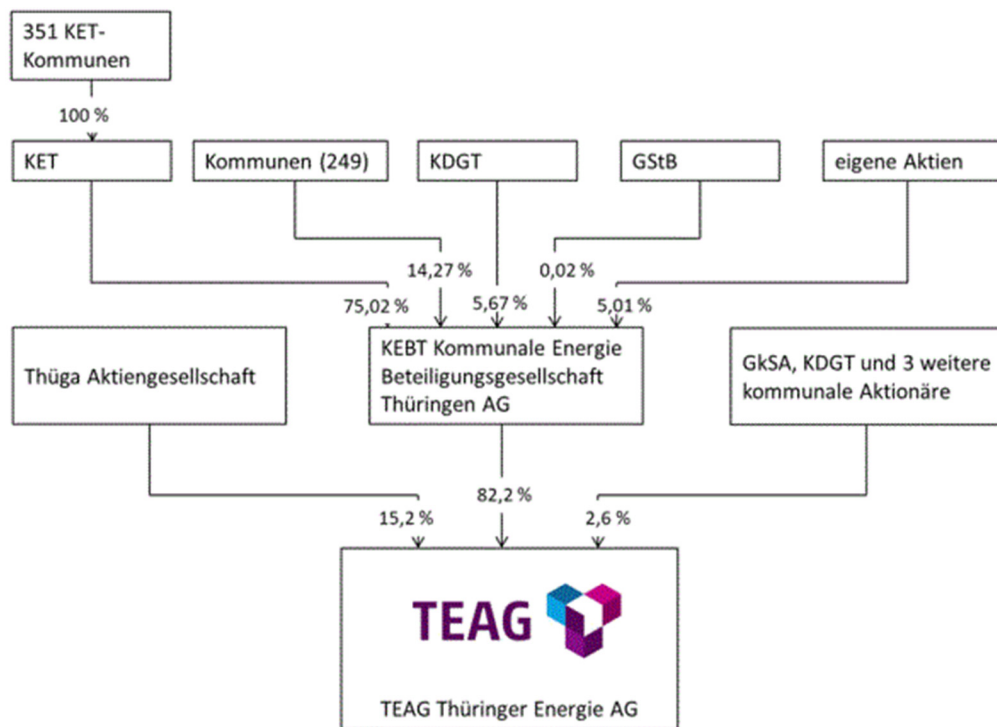 351 KET-
Kommunen
100 %
KET
Kommunen (249)
KDGT
GStB
eigene Aktien
14,27 %
0,02 %
75,02 %
5,67 %
5,01 %
Thüga Aktiengesellschaft
KEBT Kommunale Energie
Beteiligungsgesellschaft
Thüringen AG
GkSA, KDGT und 3 weitere
kommunale Aktionäre
82,2 %
15,2 %
2,6 %
TEAG
TEAG Thüringer Energie AG